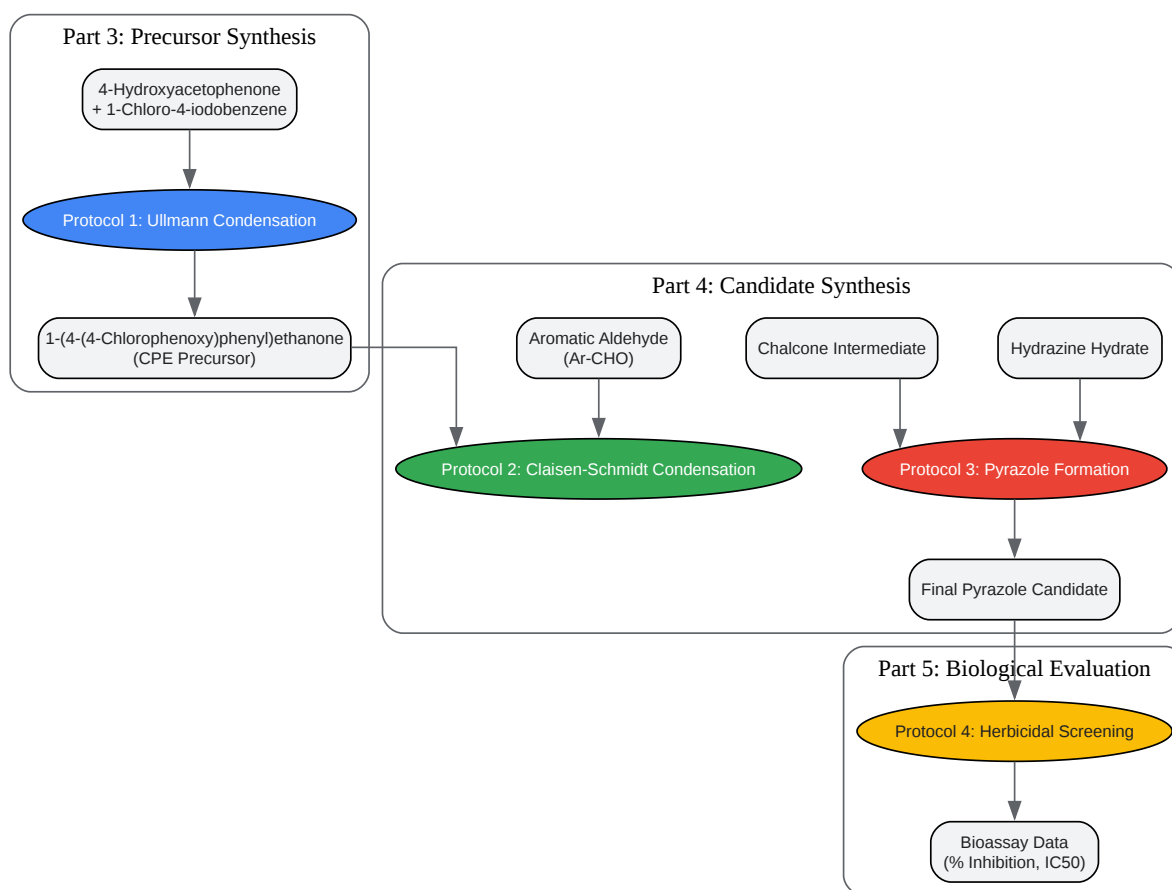 Part 3: Precursor Synthesis
4-Hydroxyacetophenone
+ 1-Chloro-4-iodobenzene
Protocol 1: Ullmann Condensation
1-(4-(4-Chlorophenoxy)phenyl)ethanone
(CPE Precursor)
Part 4: Candidate Synthesis
Aromatic Aldehyde
(Ar-CHO)
Chalcone Intermediate
Hydrazine Hydrate
Protocol 2: Claisen-Schmidt Condensation
Protocol 3: Pyrazole Formation
Final Pyrazole Candidate
Part 5: Biological Evaluation
Protocol 4: Herbicidal Screening
Bioassay Data
(% Inhibition, IC50)